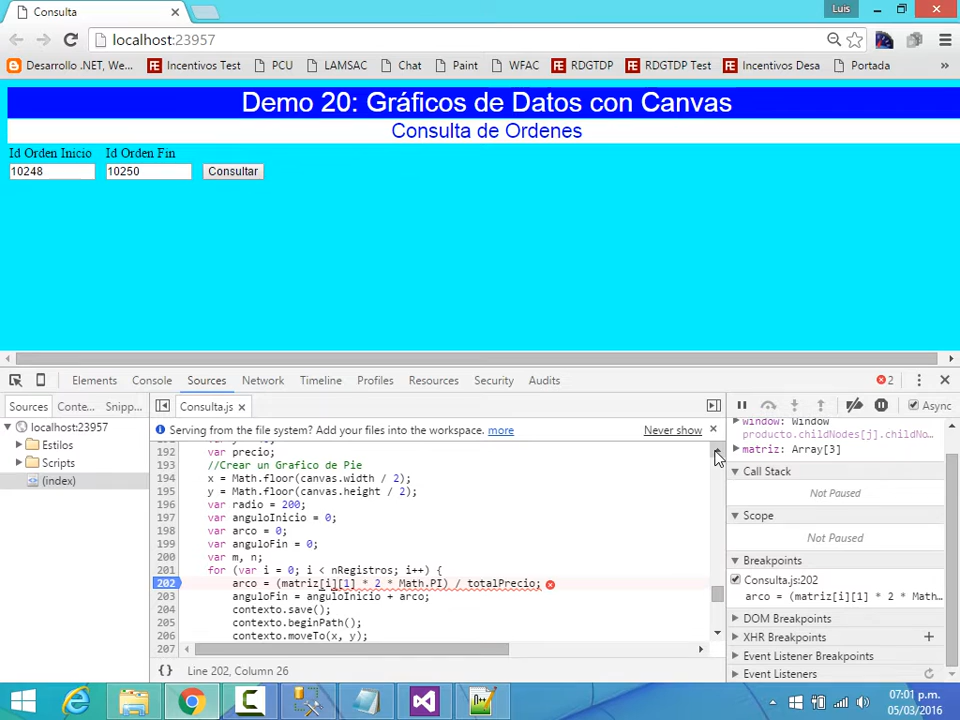 Consulta
Luis
localhost:23957
Desarrollo .NET, We...
Incentivos Test
PCU
LAMSAC
Chat
Paint
WFAC
RDGTDP
RDGTDP Test
Incentivos Desa
Portada
»
Demo 20: Gráficos de Datos con Canvas
Consulta de Ordenes
Id Orden Inicio Id Orden Fin
10248 10250 Consultar
Elements Console Sources Network Timeline Profiles Resources Security Audits 2
Sources Conte... Snipp... Consulta.js Async
localhost:23957
Estilos
Scripts
(index)
Serving from the file system? Add your files into the workspace. more Never show
192 var precio;
193 //Crear un Grafico de Pie
194 x = Math.floor(canvas.width / 2);
195 y = Math.floor(canvas.height / 2);
196 var radio = 200;
197 var anguloInicio = 0;
198 var arco = 0;
199 var anguloFin = 0;
200 var m, n;
201 for (var i = 0; i < nRegistros; i++) {
202 arco = (matriz[i][1] * 2 * Math.PI) / totalPrecio;
203 anguloFin = anguloInicio + arco;
204 contexto.save();
205 contexto.beginPath();
206 contexto.moveTo(x, y);
207
{} Line 202, Column 26
window: Window
producto.childNodes[j].childNo...
matriz: Array[3]
Call Stack
Not Paused
Scope
Not Paused
Breakpoints
Consulta.js:202
arco = (matriz[i][1] * 2 * Math...
DOM Breakpoints
XHR Breakpoints
Event Listener Breakpoints
Event Listeners
07:01 p.m.
05/03/2016